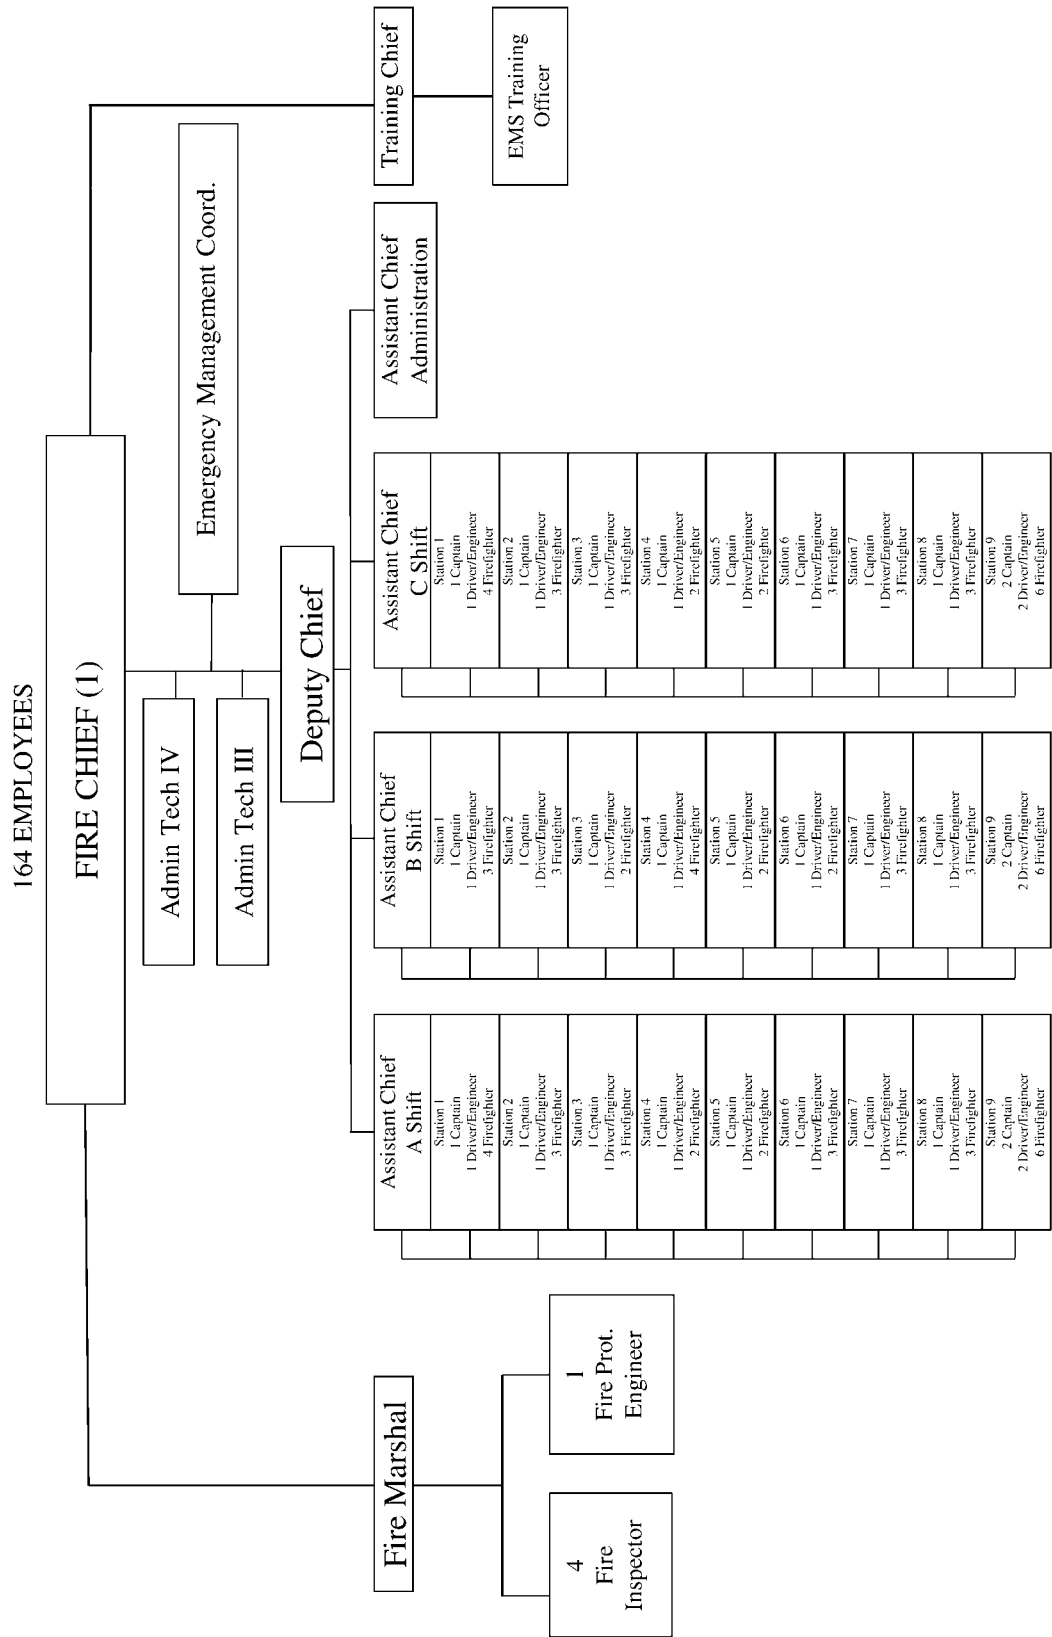 164 EMPLOYEES
FIRE CHIEF (1)
Admin Tech IV
Emergency Management Coord.
Admin Tech III
Deputy Chief
Fire Marshal
4
Fire
Inspector
1
Fire Prot.
Engineer
Assistant Chief
A Shift
Station 1
1 Captain
1 Driver/Engineer
4 Firefighter
Station 2
1 Captain
1 Driver/Engineer
3 Firefighter
Station 3
1 Captain
1 Driver/Engineer
3 Firefighter
Station 4
1 Captain
1 Driver/Engineer
2 Firefighter
Station 5
1 Captain
1 Driver/Engineer
2 Firefighter
Station 6
1 Captain
1 Driver/Engineer
3 Firefighter
Station 7
1 Captain
1 Driver/Engineer
3 Firefighter
Station 8
1 Captain
1 Driver/Engineer
3 Firefighter
Station 9
2 Captain
2 Driver/Engineer
6 Firefighter
Assistant Chief
B Shift
Station 1
1 Captain
1 Driver/Engineer
3 Firefighter
Station 2
1 Captain
1 Driver/Engineer
3 Firefighter
Station 3
1 Captain
1 Driver/Engineer
2 Firefighter
Station 4
1 Captain
1 Driver/Engineer
4 Firefighter
Station 5
1 Captain
1 Driver/Engineer
2 Firefighter
Station 6
1 Captain
1 Driver/Engineer
2 Firefighter
Station 7
1 Captain
1 Driver/Engineer
3 Firefighter
Station 8
1 Captain
1 Driver/Engineer
3 Firefighter
Station 9
2 Captain
2 Driver/Engineer
6 Firefighter
Assistant Chief
C Shift
Station 1
1 Captain
1 Driver/Engineer
4 Firefighter
Station 2
1 Captain
1 Driver/Engineer
3 Firefighter
Station 3
1 Captain
1 Driver/Engineer
3 Firefighter
Station 4
1 Captain
1 Driver/Engineer
2 Firefighter
Station 5
1 Captain
1 Driver/Engineer
2 Firefighter
Station 6
1 Captain
1 Driver/Engineer
3 Firefighter
Station 7
1 Captain
1 Driver/Engineer
3 Firefighter
Station 8
1 Captain
1 Driver/Engineer
3 Firefighter
Station 9
2 Captain
2 Driver/Engineer
6 Firefighter
Assistant Chief
Administration
Training Chief
EMS Training
Officer